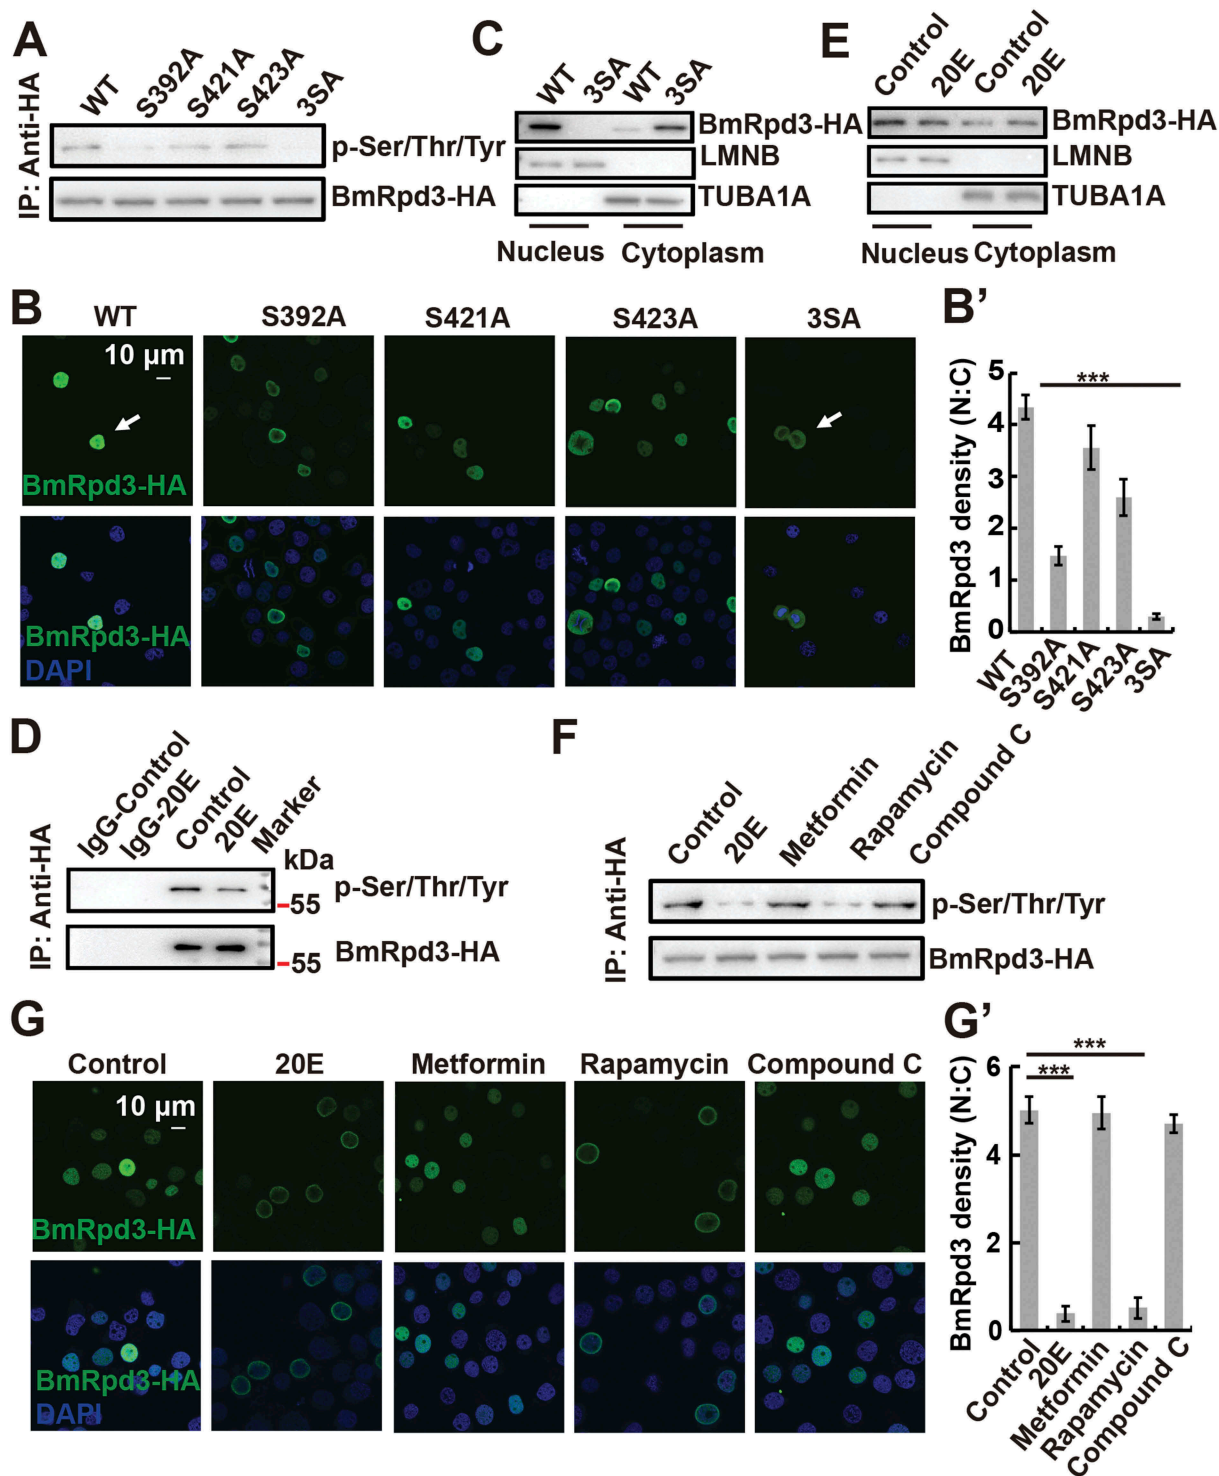 A
IP: Anti-HA
WT
S392A
S421A
S423A
3SA
p-Ser/Thr/Tyr
BmRpd3-HA
C
WT
3SA
WT
3SA
BmRpd3-HA
LMNB
TUBA1A
Nucleus Cytoplasm
E
Control
20E
Control
20E
BmRpd3-HA
LMNB
TUBA1A
Nucleus Cytoplasm
B
WT
S392A
S421A
S423A
3SA
10 µm
BmRpd3-HA
BmRpd3-HA
DAPI
B’
BmRpd3 density (N:C)
5
4
3
2
1
0
***
WT
S392A
S421A
S423A
3SA
D
IP: Anti-HA
IgG-Control
IgG-20E
Control
20E
Marker
kDa
p-Ser/Thr/Tyr
55
BmRpd3-HA
55
F
IP: Anti-HA
Control
20E
Metformin
Rapamycin
Compound C
p-Ser/Thr/Tyr
BmRpd3-HA
G
Control
20E
Metformin
Rapamycin
Compound C
10 µm
BmRpd3-HA
BmRpd3-HA
DAPI
G’
BmRpd3 density (N:C)
6
4
2
0
***
***
Control
20E
Metformin
Rapamycin
Compound C